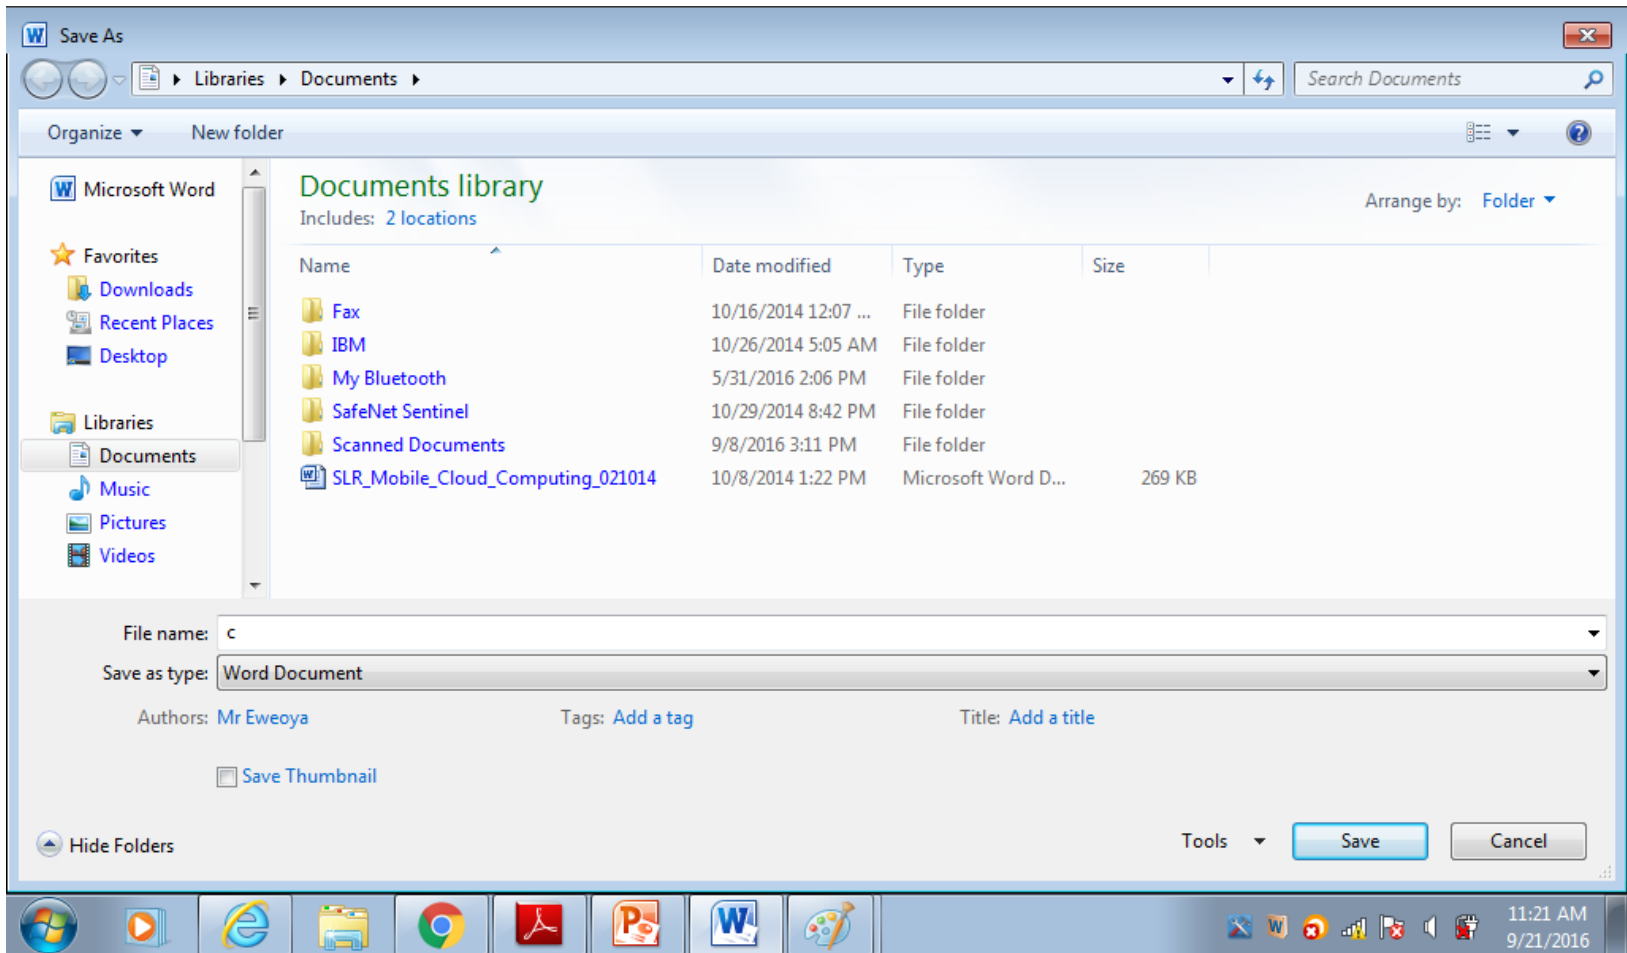 Save As
Libraries Documents
Search Documents
Organize New folder
Microsoft Word
Favorites
Downloads
Recent Places
Desktop
Libraries
Documents
Music
Pictures
Videos
Documents library
Includes: 2 locations
Arrange by: Folder
Name Date modified Type Size
Fax 10/16/2014 12:07 ... File folder
IBM 10/26/2014 5:05 AM File folder
My Bluetooth 5/31/2016 2:06 PM File folder
SafeNet Sentinel 10/29/2014 8:42 PM File folder
Scanned Documents 9/8/2016 3:11 PM File folder
SLR_Mobile_Cloud_Computing_021014 10/8/2014 1:22 PM Microsoft Word D... 269 KB
File name: c
Save as type: Word Document
Authors: Mr Eweoya Tags: Add a tag Title: Add a title
Save Thumbnail
Hide Folders Tools Save Cancel
11:21 AM
9/21/2016